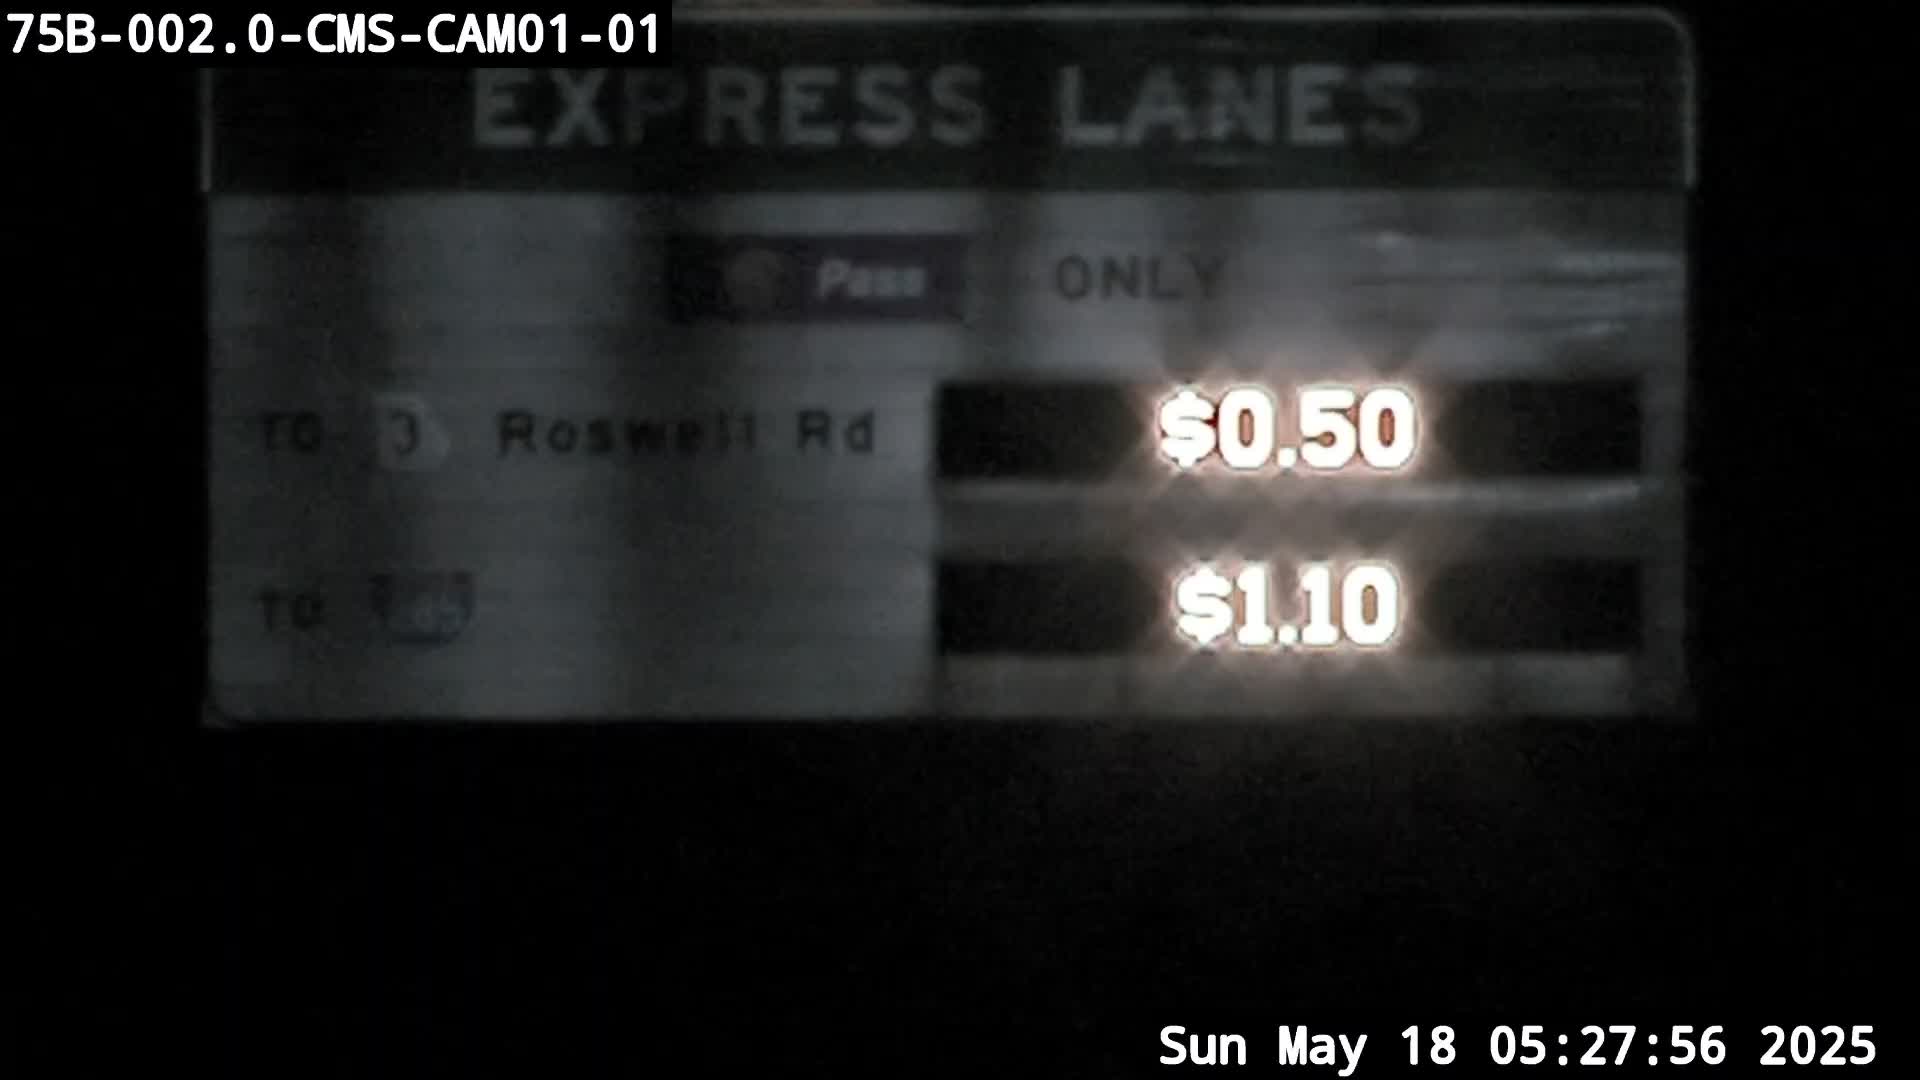 75B-002.0-CMS-CAM01-01
EXPRESS LANES
Pass ONLY
TO Roswell Rd $0.50
TO $1.10
Sun May 18 05:27:56 2025